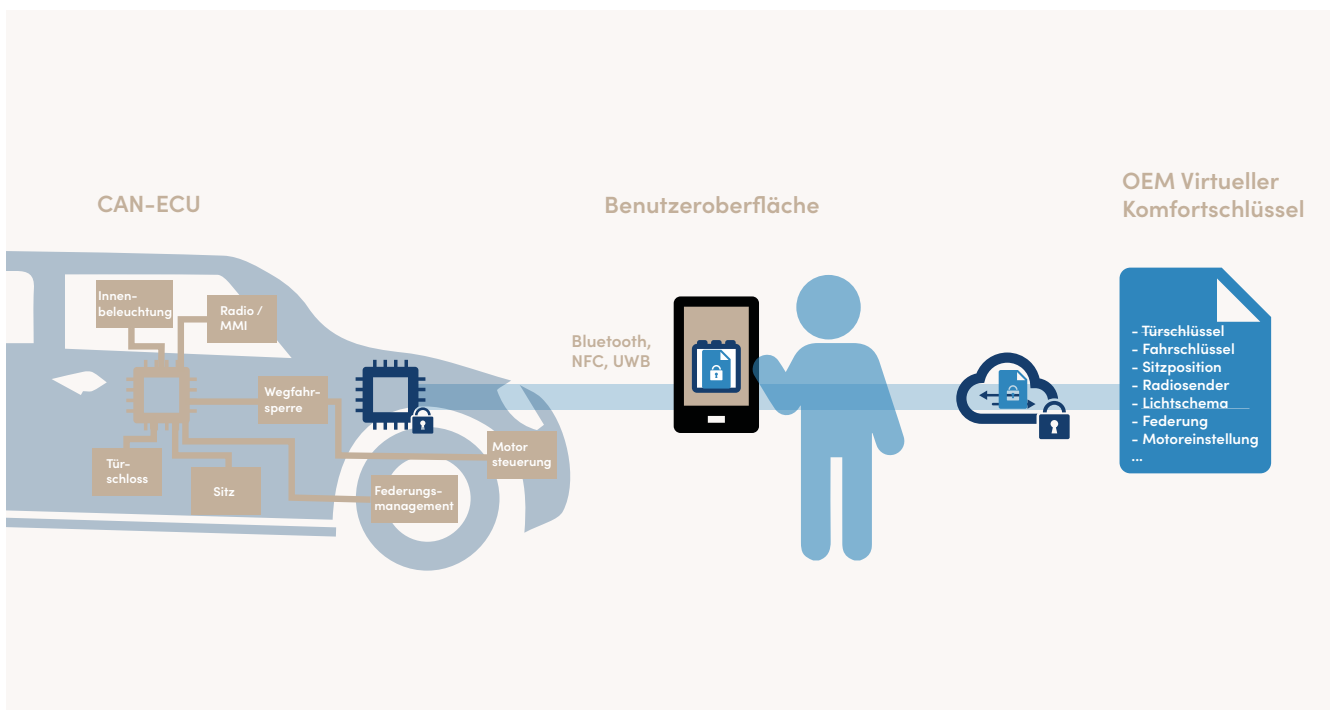 CAN-ECU
Benutzeroberfläche
OEM Virtueller
Komfortschlüssel
Innen-
beleuchtung
Radio /
MMI
Wegfahr-
sperre
Motor
steuerung
Tür-
schloss
Sitz
Federungs-
management
Bluetooth,
NFC, UWB
- Türschlüssel
- Fahrschlüssel
- Sitzposition
- Radiosender
- Lichtschema
- Federung
- Motoreinstellung
...